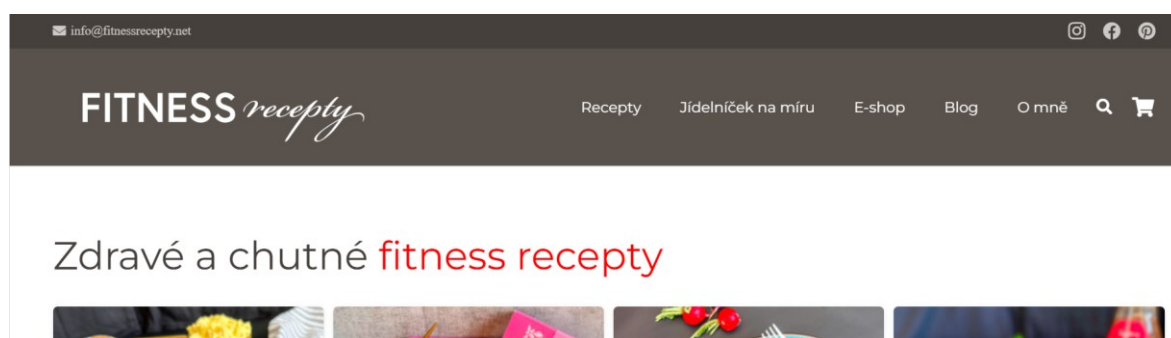 info@fitnessrecepty.net
FITNESS recepty
Recepty Jídelníček na míru E-shop Blog O mně
Zdravé a chutné fitness recepty